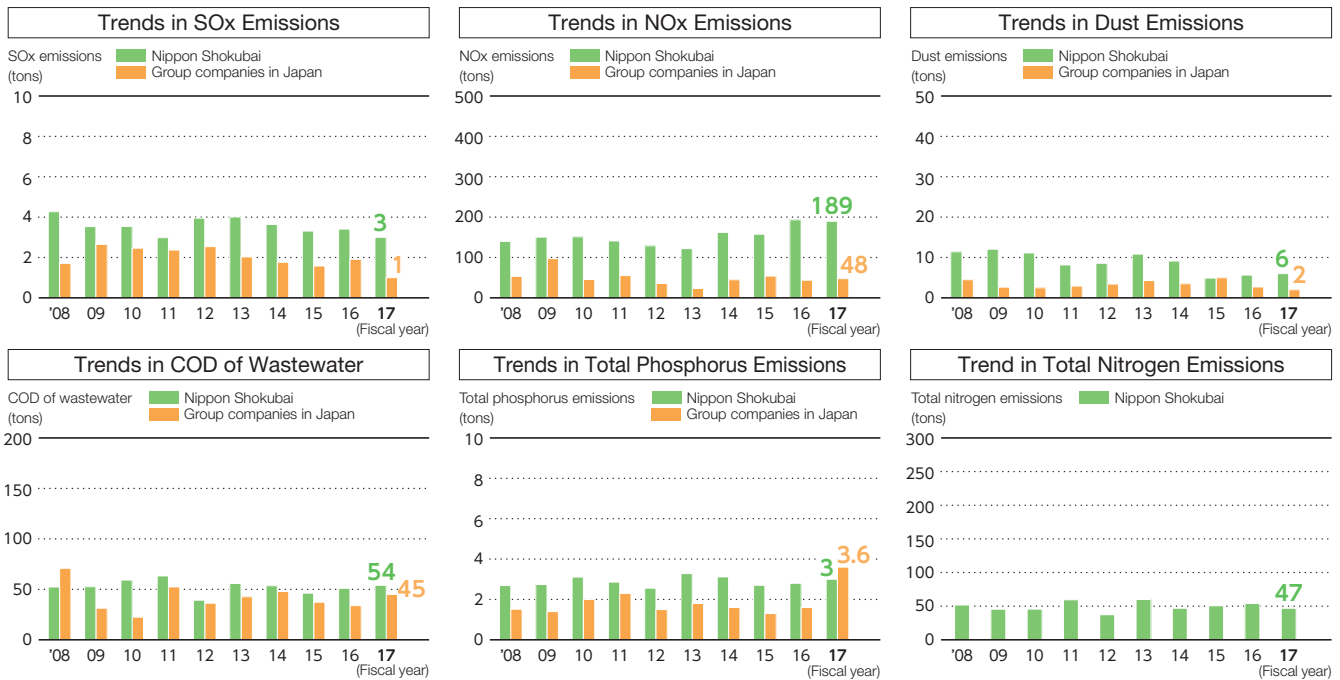 Trends in SOx Emissions
SOx emissions
(tons)
Nippon Shokubai
Group companies in Japan
10
8
6
4
2
0
3
1
'08 09 10 11 12 13 14 15 16 17
(Fiscal year)
Trends in NOx Emissions
NOx emissions
(tons)
Nippon Shokubai
Group companies in Japan
500
400
300
200
100
0
189
48
'08 09 10 11 12 13 14 15 16 17
(Fiscal year)
Trends in Dust Emissions
Dust emissions
(tons)
Nippon Shokubai
Group companies in Japan
50
40
30
20
10
0
6
2
'08 09 10 11 12 13 14 15 16 17
(Fiscal year)
Trends in COD of Wastewater
COD of wastewater
(tons)
Nippon Shokubai
Group companies in Japan
200
150
100
50
0
54
45
'08 09 10 11 12 13 14 15 16 17
(Fiscal year)
Trends in Total Phosphorus Emissions
Total phosphorus emissions
(tons)
Nippon Shokubai
Group companies in Japan
10
8
6
4
2
0
3
3.6
'08 09 10 11 12 13 14 15 16 17
(Fiscal year)
Trend in Total Nitrogen Emissions
Total nitrogen emissions
(tons)
Nippon Shokubai
300
250
200
150
100
50
0
47
'08 09 10 11 12 13 14 15 16 17
(Fiscal year)